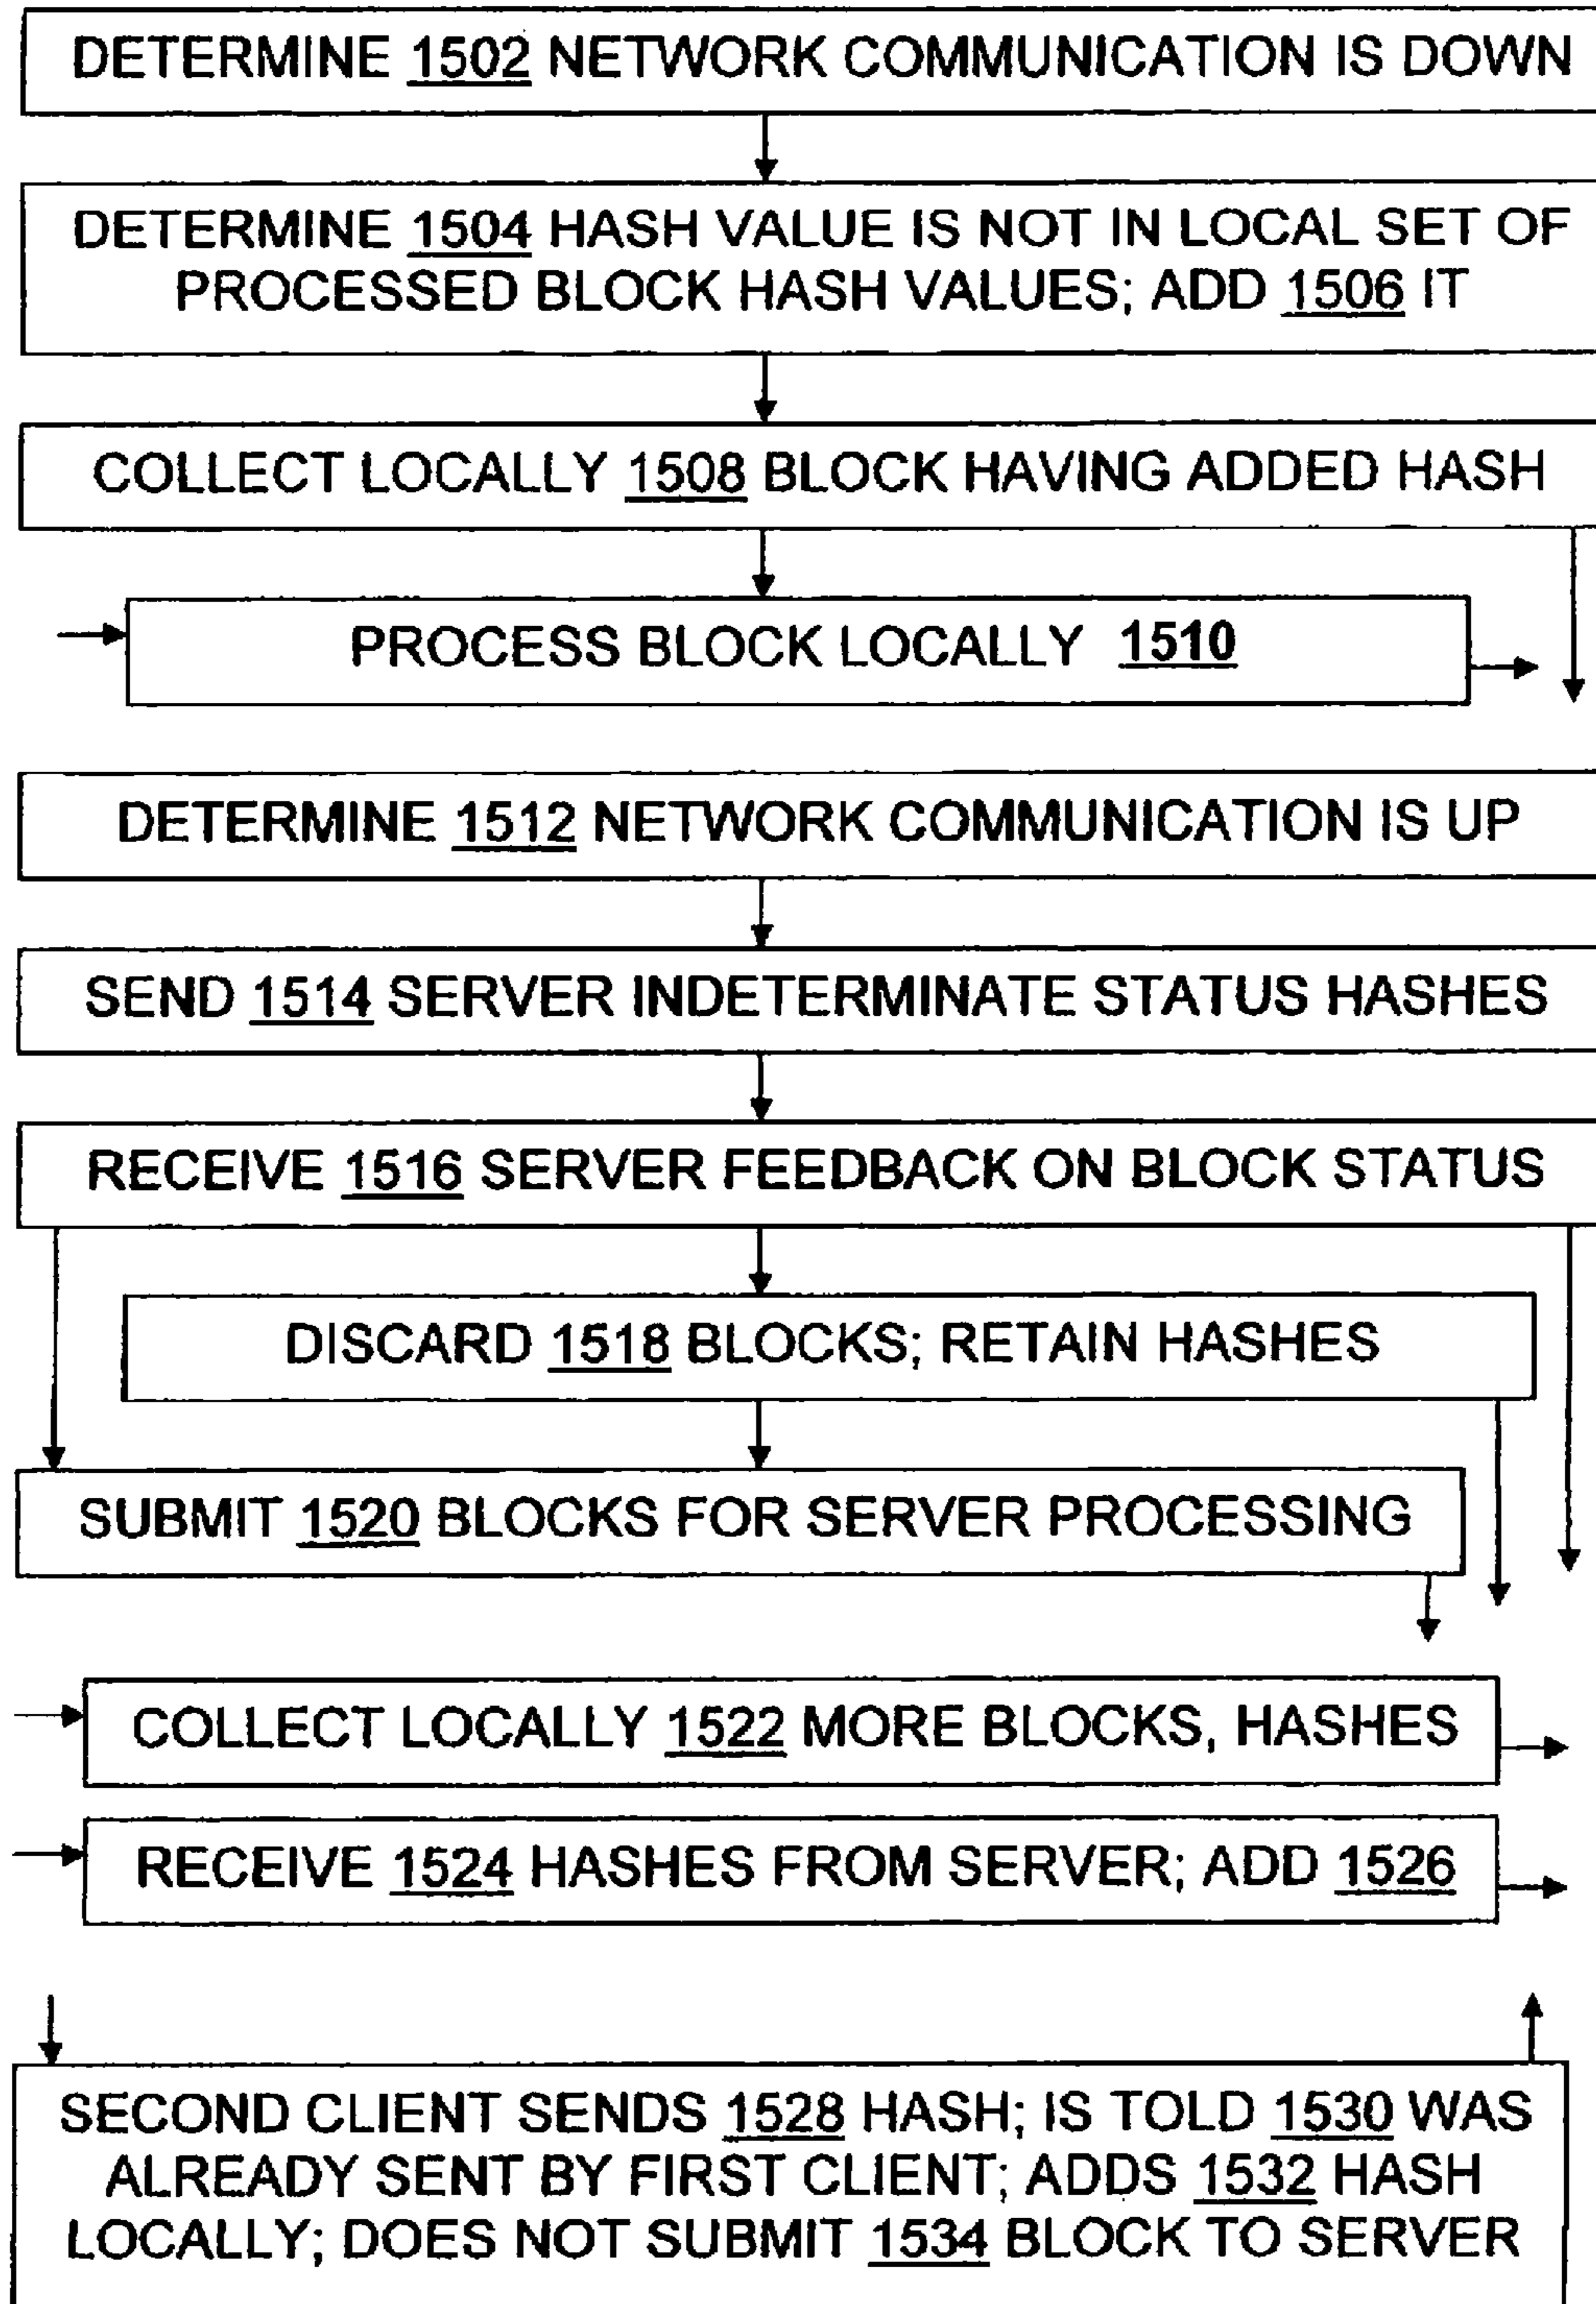 DETERMINE 1502 NETWORK COMMUNICATION IS DOWN
DETERMINE 1504 HASH VALUE IS NOT IN LOCAL SET OF
PROCESSED BLOCK HASH VALUES; ADD 1506 IT
COLLECT LOCALLY 1508 BLOCK HAVING ADDED HASH
PROCESS BLOCK LOCALLY 1510
DETERMINE 1512 NETWORK COMMUNICATION IS UP
SEND 1514 SERVER INDETERMINATE STATUS HASHES
RECEIVE 1516 SERVER FEEDBACK ON BLOCK STATUS
DISCARD 1518 BLOCKS; RETAIN HASHES
SUBMIT 1520 BLOCKS FOR SERVER PROCESSING
COLLECT LOCALLY 1522 MORE BLOCKS, HASHES
RECEIVE 1524 HASHES FROM SERVER; ADD 1526
SECOND CLIENT SENDS 1528 HASH; IS TOLD 1530 WAS
ALREADY SENT BY FIRST CLIENT; ADDS 1532 HASH
LOCALLY; DOES NOT SUBMIT 1534 BLOCK TO SERVER